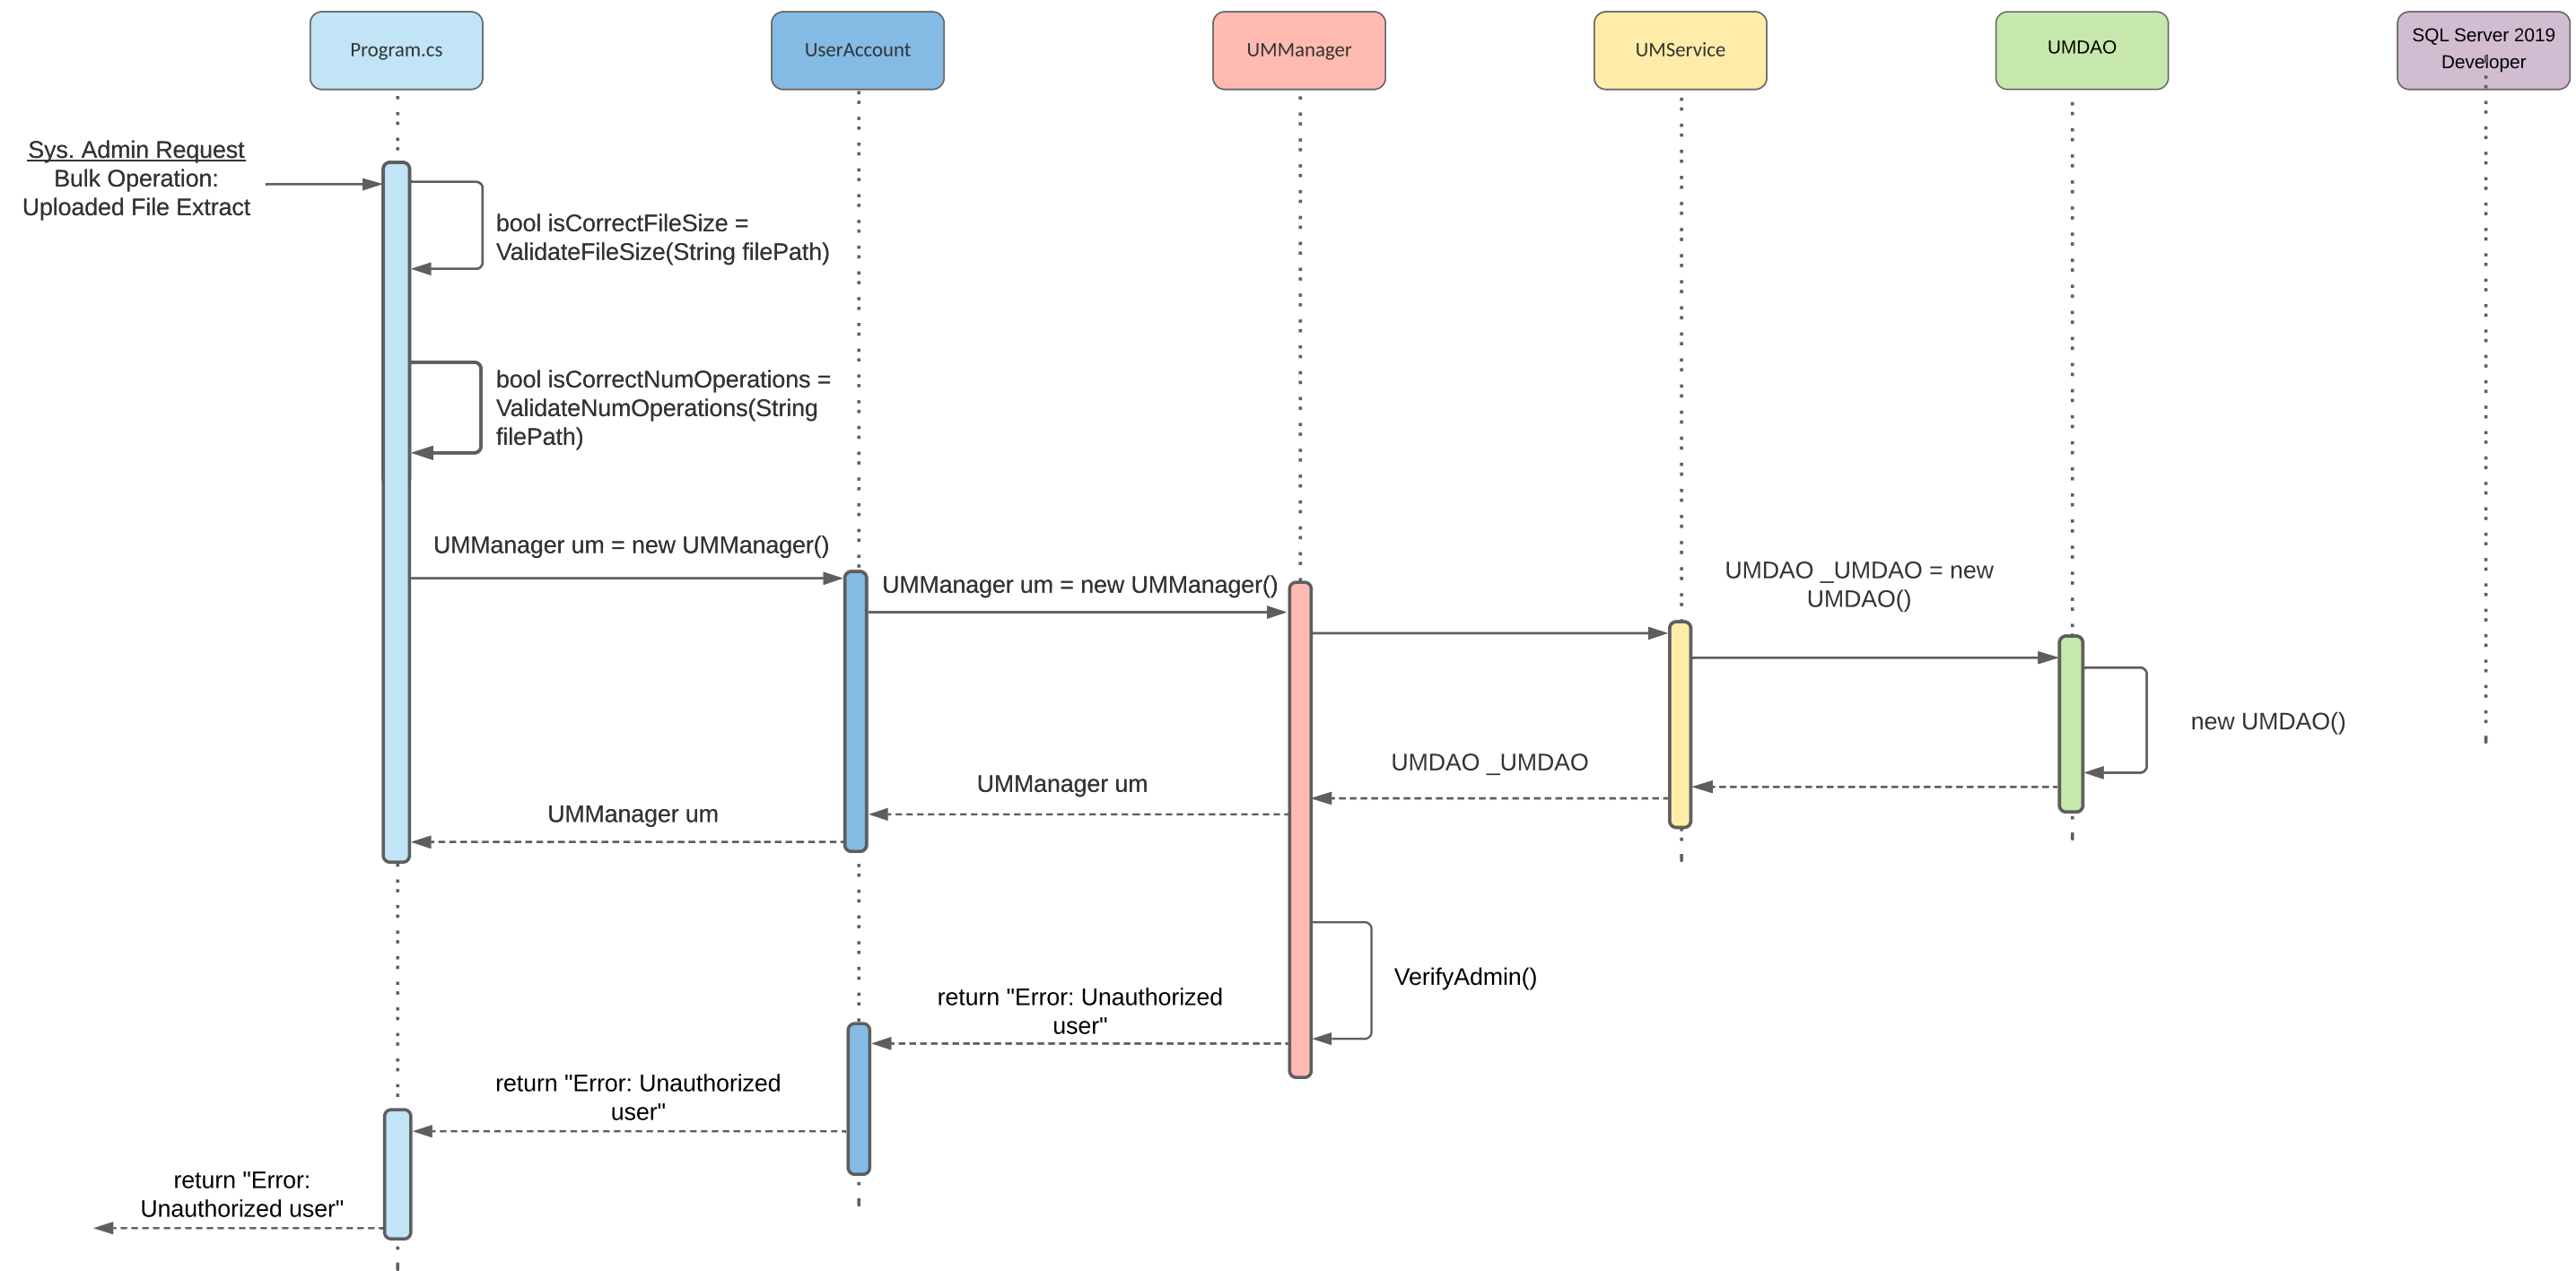 Program.cs
UserAccount
UMManager
UMService
UMDAO
SQL Server 2019
Developer
Sys. Admin Request
Bulk Operation:
Uploaded File Extract
bool isCorrectFileSize =
ValidateFileSize(String filePath)
bool isCorrectNumOperations =
ValidateNumOperations(String
filePath)
UMManager um = new UMManager()
UMManager um = new UMManager()
UMDAO _UMDAO = new
UMDAO()
new UMDAO()
UMDAO _UMDAO
UMManager um
UMManager um
VerifyAdmin()
return "Error: Unauthorized
user"
return "Error: Unauthorized
user"
return "Error:
Unauthorized user"